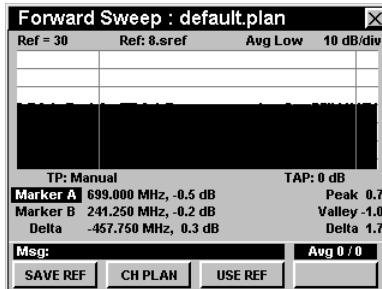 Forward Sweep : default.plan
Ref = 30 Ref: 8.sref Avg Low 10 dB/div
TP: Manual TAP: 0 dB
Marker A 699.000 MHz, -0.5 dB Peak 0.7
Marker B 241.250 MHz, -0.2 dB Valley -1.0
Delta -457.750 MHz, 0.3 dB Delta 1.7
Msg: Avg 0 / 0
SAVE REF CH PLAN USE REF